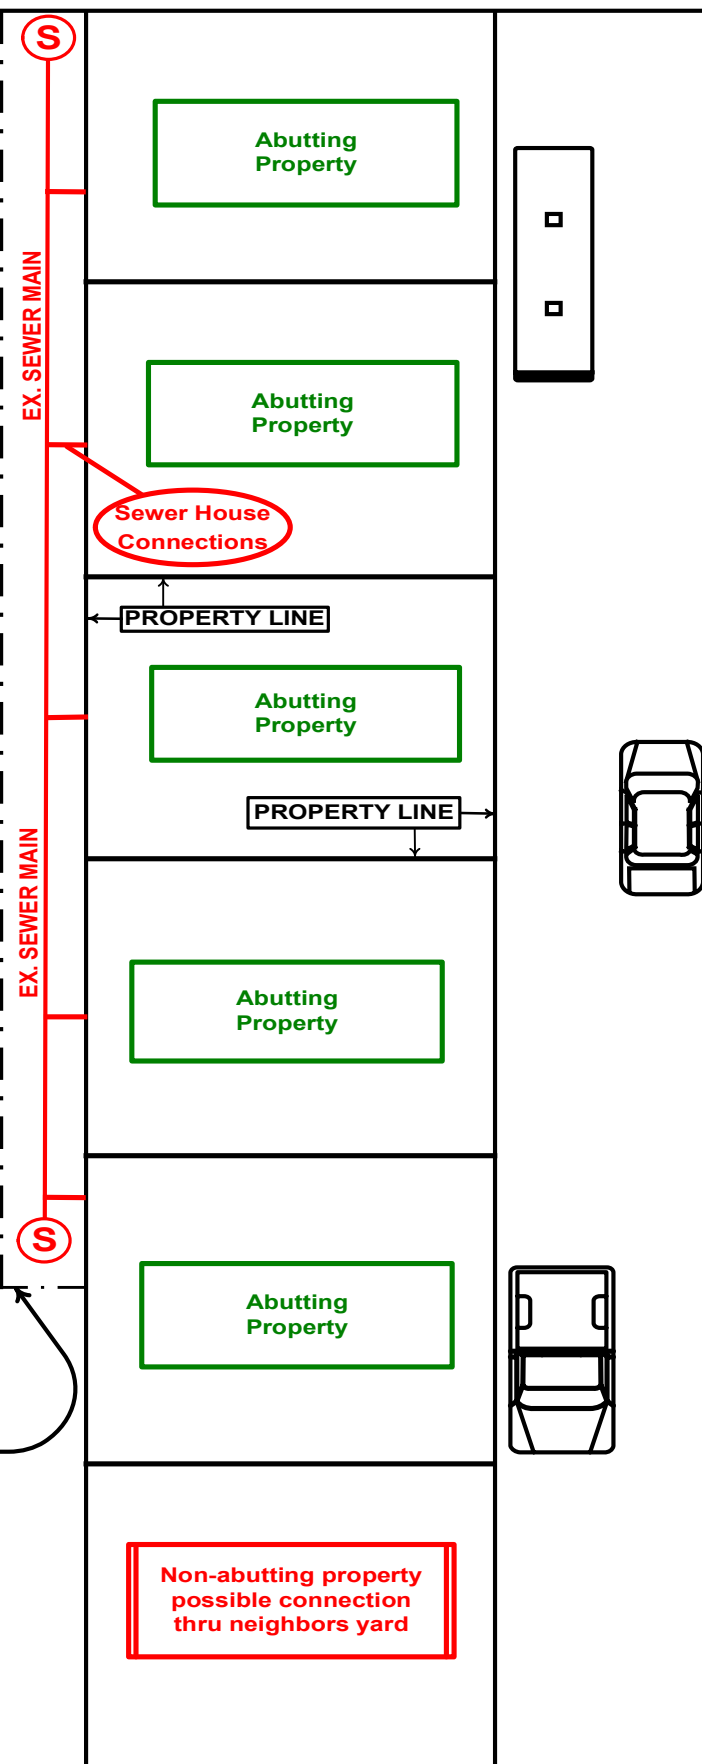 S
Abutting
Property
EX. SEWER MAIN
Abutting
Property
Sewer House
Connections
PROPERTY LINE
Abutting
Property
PROPERTY LINE
EX. SEWER MAIN
Abutting
Property
S
Abutting
Property
Non-abutting property
possible connection
thru neighbors yard